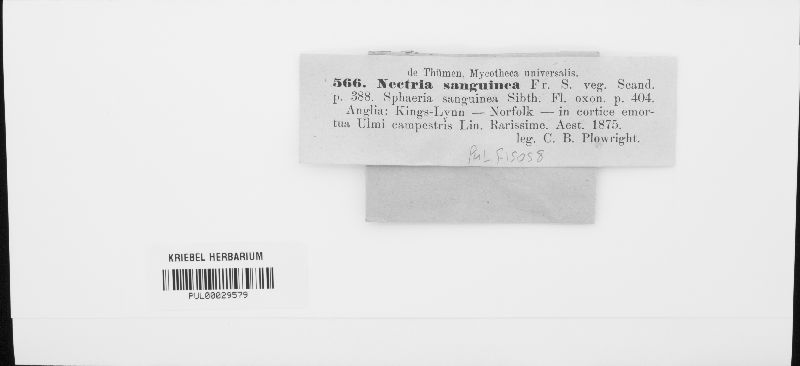 de Thümen, Mycotheca universalis.
566. Nectria sanguinea Fr. S. veg. Scand.
p. 388. Sphaeria sanguinea Sibth. Fl. oxon. p. 404.
Anglia: Kings-Lynn — Norfolk — in cortice emor-
tua Ulmi campestris Lin. Rarissime. Aest. 1875.
leg. C. B. Plowright.
PUL F15058
KRIEBEL HERBARIUM
PUL00029579